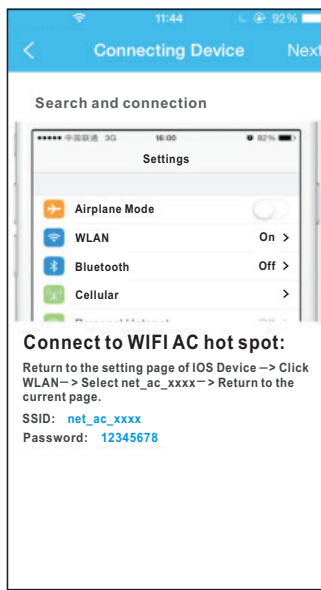 11:44
92%
Connecting Device
Next
Search and connection
中国联通 3G 16:00 82%
Settings
Airplane Mode
WLAN On >
Bluetooth Off >
Cellular >
Connect to WIFI AC hot spot:
Return to the setting page of IOS Device —> Click
WLAN—> Select net_ac_xxxx—> Return to the
current page.
SSID: net_ac_xxxx
Password: 12345678